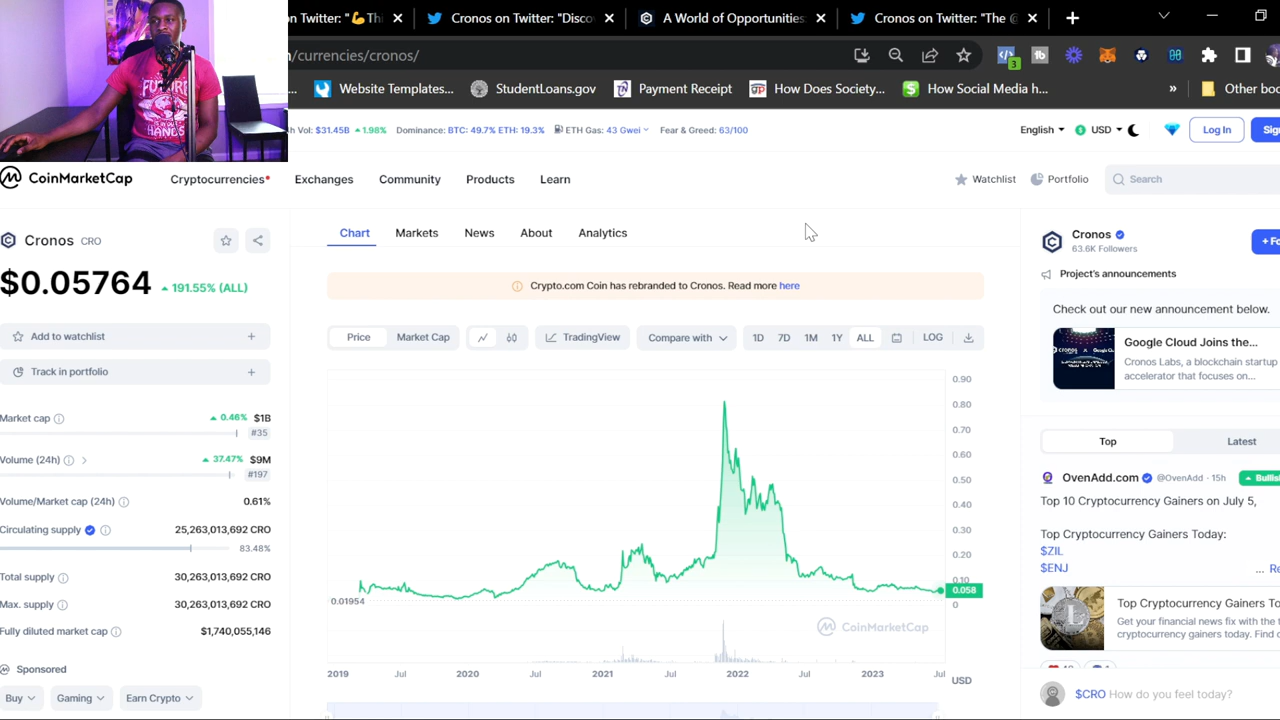 n Twitter: "💪Thi
Cronos on Twitter: "Discov
A World of Opportunities:
Cronos on Twitter: "The @
/currencies/cronos/
3
Website Templates...
Studentloans.gov
Payment Receipt
How Does Society...
How Social Media h...
»
Other boo
h Vol: $31.45B 1.98% Dominance: BTC: 49.7% ETH: 19.3% ETH Gas: 43 Gwei Fear & Greed: 63/100
English
USD
Log In
Sig
CoinMarketCap
Cryptocurrencies
Exchanges
Community
Products
Learn
Watchlist
Portfolio
Search
FUTURE
IS IN OUR
HANDS
Cronos CRO
$0.05764
191.55% (ALL)
Add to watchlist +
Track in portfolio +
Market cap 0.46% $1B
#35
Volume (24h) 37.47% $9M
#197
Volume/Market cap (24h) 0.61%
Circulating supply 25,263,013,692 CRO
83.48%
Total supply 30,263,013,692 CRO
Max. supply 30,263,013,692 CRO
Fully diluted market cap $1,740,055,146
Sponsored
Buy
Gaming
Earn Crypto
Chart
Markets
News
About
Analytics
Crypto.com Coin has rebranded to Cronos. Read more here
Price
Market Cap
TradingView
Compare with
1D
7D
1M
1Y
ALL
LOG
0.90
0.80
0.70
0.60
0.50
0.40
0.30
0.20
0.10
0.058
0
0.01954
CoinMarketCap
2019 Jul 2020 Jul 2021 Jul 2022 Jul 2023 Jul
USD
Cronos
63.6K Followers
+ Fo
Project's announcements
Check out our new announcement below.
Google Cloud Joins the...
Cronos Labs, a blockchain startup
accelerator that focuses on...
Top
Latest
OvenAdd.com @OvenAdd · 15h
Bullis
Top 10 Cryptocurrency Gainers on July 5,
Top Cryptocurrency Gainers Today:
$ZIL
$ENJ
... Re
Top Cryptocurrency Gainers To
Get your financial news fix with the t
cryptocurrency gainers today. Find o
$CRO How do you feel today?